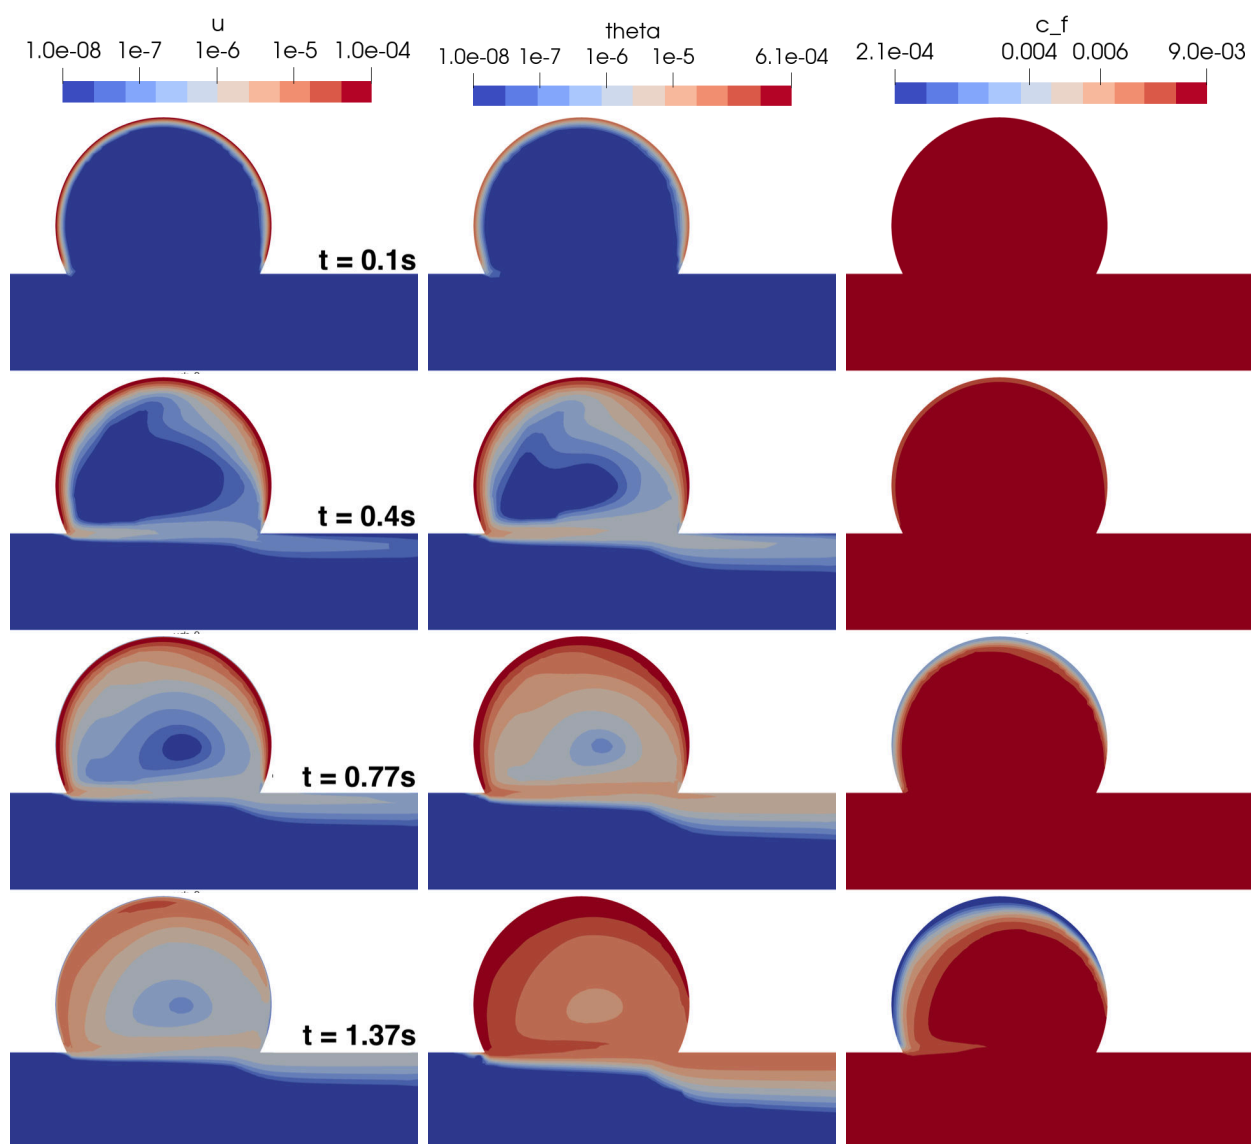 u
1.0e-08 1e-7 1e-6 1e-5 1.0e-04
theta
1.0e-08 1e-7 1e-6 1e-5 6.1e-04
c_f
2.1e-04 0.004 0.006 9.0e-03
t = 0.1s
t = 0.4s
t = 0.77s
t = 1.37s